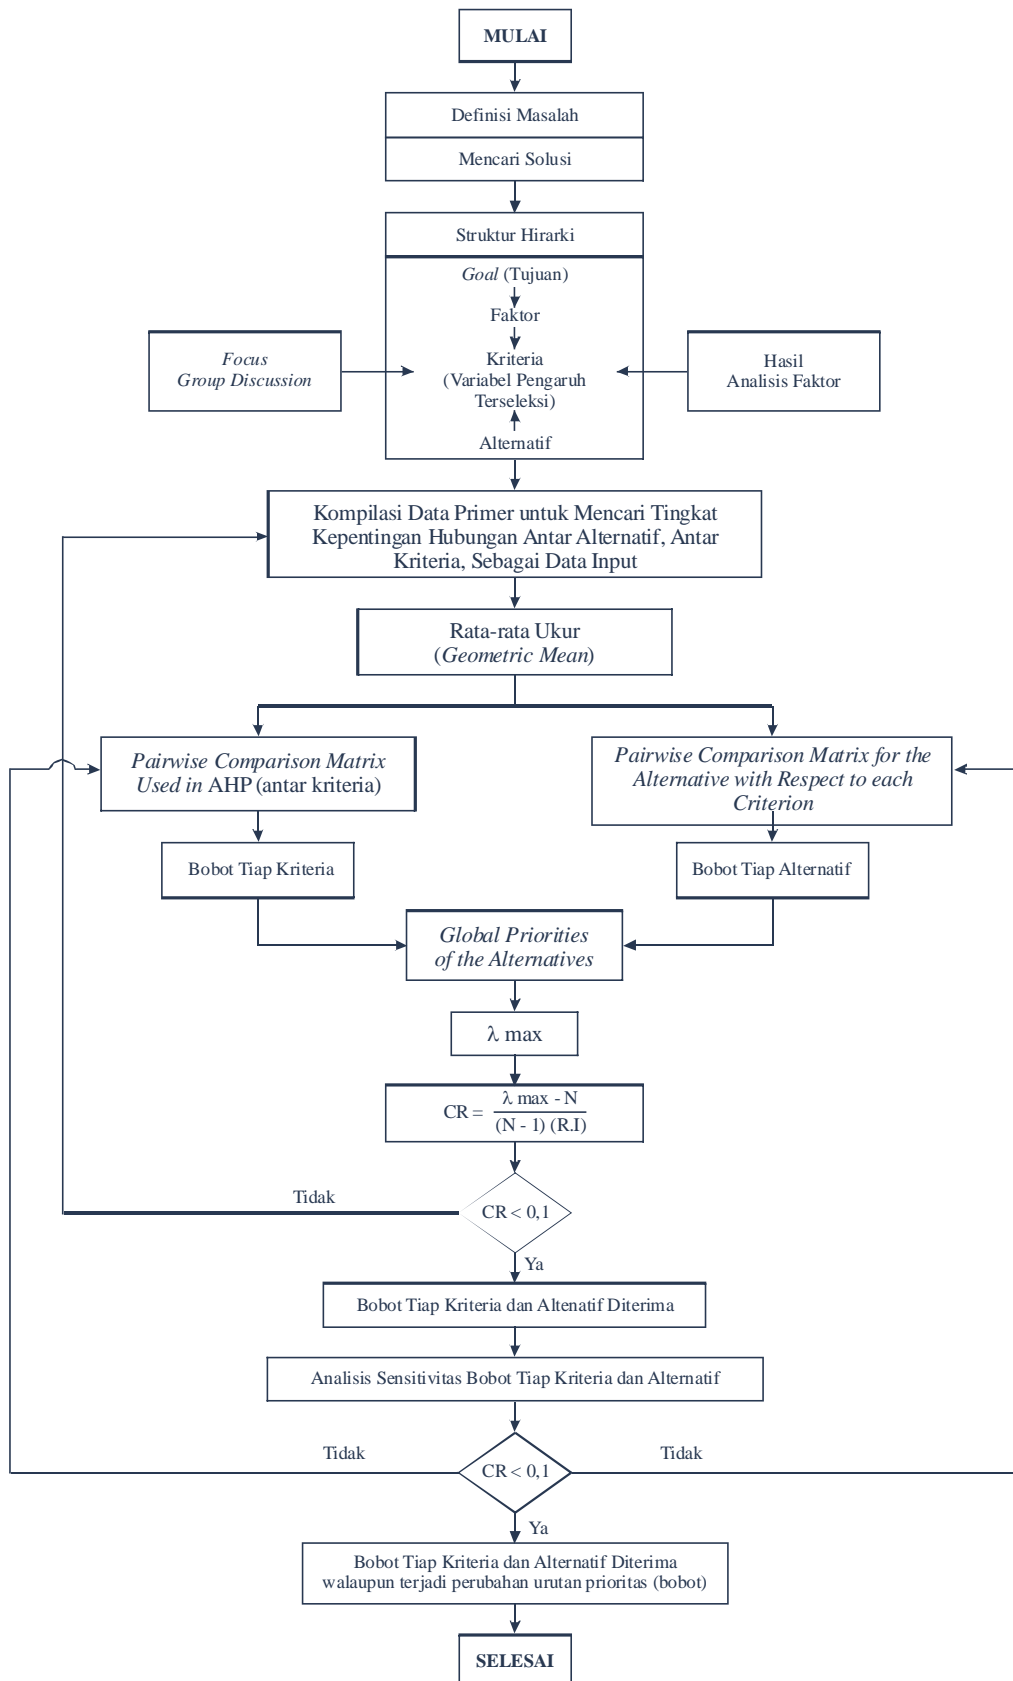 MULAI
Definisi Masalah
Mencari Solusi
Struktur Hirarki
Goal (Tujuan)
Faktor
Focus
Group Discussion
Kriteria
(Variabel Pengaruh
Terseleksi)
Hasil
Analisis Faktor
Alternatif
Kompilasi Data Primer untuk Mencari Tingkat
Kepentingan Hubungan Antar Alternatif, Antar
Kriteria, Sebagai Data Input
Rata-rata Ukur
(Geometric Mean)
Pairwise Comparison Matrix
Used in AHP (antar kriteria)
Pairwise Comparison Matrix for the
Alternative with Respect to each
Criterion
Bobot Tiap Kriteria
Bobot Tiap Alternatif
Global Priorities
of the Alternatives
λ max
CR = λ max - N
(N - 1) (R.I)
Tidak
CR < 0,1
Ya
Bobot Tiap Kriteria dan Altenatif Diterima
Analisis Sensitivitas Bobot Tiap Kriteria dan Alternatif
Tidak
CR < 0,1
Tidak
Ya
Bobot Tiap Kriteria dan Alternatif Diterima
walaupun terjadi perubahan urutan prioritas (bobot)
SELESAI